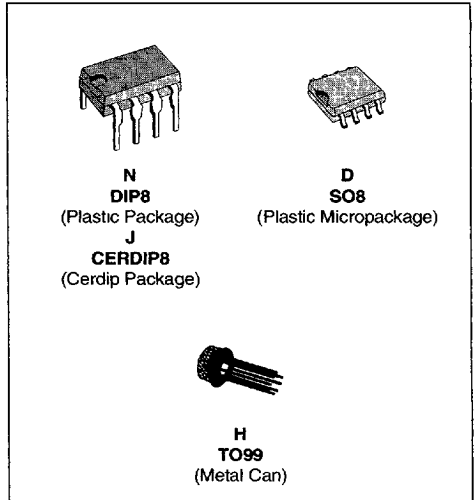 N
DIP8
(Plastic Package)
J
CERDIP8
(Cerdip Package)
D
SO8
(Plastic Micropackage)
H
TO99
(Metal Can)